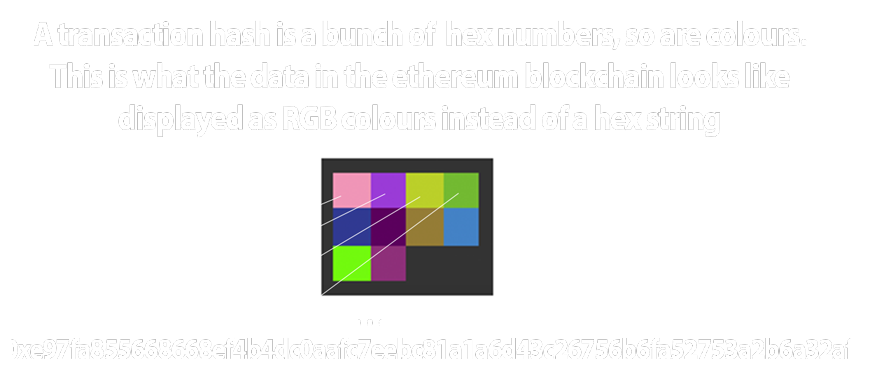 A transaction hash is a bunch of hex numbers, so are colours.
This is what the data in the ethereum blockchain looks like
displayed as RGB colours instead of a hex string
...